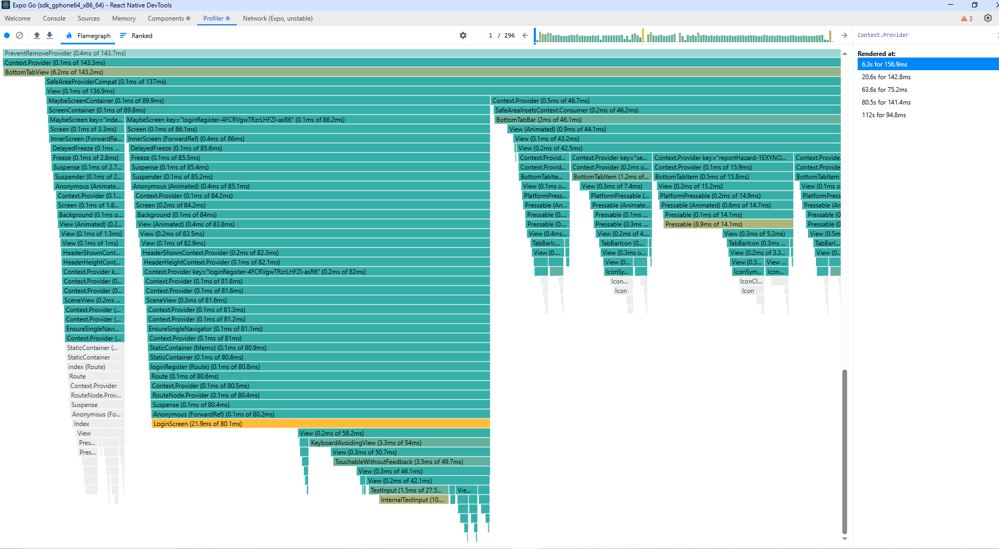 Expo Go (sdk_gphone64_x86_64) - React Native DevTools
Welcome Console Sources Memory Components Profiler Network (Expo, unstable) 3
Flamegraph Ranked 1 / 296 Context.Provider
Rendered at:
6.3s for 156.9ms
20.6s for 142.8ms
63.6s for 75.2ms
80.5s for 141.4ms
112s for 94.8ms
PreventRemoveProvider (0.4ms of 143.7ms)
Context.Provider (0.1ms of 143.3ms)
BottomTabView (6.2ms of 143.2ms)
SafeAreaProviderCompat (0.1ms of 137ms)
View (0.1ms of 136.9ms)
MaybeScreenContainer (0.1ms of 89.9ms) Context.Provider (0.5ms of 46.7ms)
ScreenContainer (0.1ms of 89.8ms) SafeAreaInsetsContext.Consumer (0.2ms of 46.2ms)
MaybeScreen key="inde... MaybeScreen key="loginRegister-4FCRVgwTRzrLHFZI-asR6" (0.1ms of 86.2ms) BottomTabBar (2ms of 46.1ms)
Screen (0.1ms of 3.3ms) Screen (0.1ms of 86.1ms) View (Animated) (0.9ms of 44.1ms)
InnerScreen (ForwardRe... InnerScreen (ForwardRef) (0.4ms of 86ms) View (0.1ms of 43.2ms)
DelayedFreeze (0.1ms ... DelayedFreeze (0.1ms of 85.6ms) View (0.2ms of 42.5ms)
Freeze (0.1ms of 2.8ms) Freeze (0.1ms of 85.5ms) Context.Provid... Context.Provider key="se... Context.Provider key="reportHazard-1EXYNO... Context.Provide
Suspense (0.1ms of 2.7... Suspense (0.1ms of 85.4ms) Context.Provid... Context.Provider (0.2ms o... Context.Provider (0.1ms of 15.9ms) Context.Provide
Suspender (0.1ms of 2... Suspender (0.1ms of 85.2ms) BottomTabIte... BottomTabItem (1.2ms of... BottomTabItem (0.5ms of 15.8ms) BottomTabItem
Anonymous (Animate... Anonymous (Animated) (0.4ms of 85.1ms) View (0.1ms o... View (0.3ms of 7.4ms) View (0.2ms of 15.2ms) View (0.1ms o
Context.Provider (0.1... Context.Provider (0.1ms of 84.2ms) PlatformPress... PlatformPressable (... PlatformPressable (0.2ms of 14.9ms) PlatformPress
Screen (0.1ms of 1.8... Screen (0.2ms of 84.2ms) Pressable (An... Pressable (Animate... Pressable (Animated) (0.6ms of 14.7ms) Pressable (An
Background (0.1ms o... Background (0.1ms of 84ms) Pressable (0.... Pressable (0.1ms ... Pressable (0.1ms of 14.1ms) Pressable (0
View (Animated) (0.2... View (Animated) (0.4ms of 83.8ms) Pressable (0.... Pressable (0.3ms ... Pressable (8.9ms of 14.1ms) Pressable (0
View (0.1ms of 1.3ms) View (0.2ms of 83.5ms) View (0.4ms... View (0.2ms of 4.... View (0.3ms of 5.2ms) View (0.5m
View (0.1ms of 1ms) View (0.1ms of 82.9ms) TabBarIc... TabBarIcon (0.... TabBarIcon (0.3ms ... TabBarI...
HeaderShownCont... HeaderShownContext.Provider (0.2ms of 82.3ms) View (0.... View (0.3ms o... View (0.2ms of 3.3... View (0...
HeaderHeightCont... HeaderHeightContext.Provider (0.1ms of 82.1ms) View (0... View (0.3... View ...
Context.Provider k... Context.Provider key="loginRegister-4FCRVgwTRzrLHFZI-asR6" (0.2ms of 82ms) IconSy... IconSym... Icon...
Context.Provider (0... Context.Provider (0.1ms of 81.8ms) Icon... IconCl...
Context.Provider (0... Context.Provider (0.1ms of 81.6ms) Icon Icon
SceneView (0.2ms ... SceneView (0.3ms of 81.6ms)
Context.Provider (... Context.Provider (0.1ms of 81.3ms)
Context.Provider (... Context.Provider (0.1ms of 81.2ms)
EnsureSingleNavi... EnsureSingleNavigator (0.1ms of 81.1ms)
Context.Provider (... Context.Provider (0.1ms of 81ms)
StaticContainer (... StaticContainer (Memo) (0.1ms of 80.9ms)
StaticContainer StaticContainer (0.1ms of 80.8ms)
index (Route) loginRegister (Route) (0.1ms of 80.8ms)
Route Route (0.1ms of 80.6ms)
Context.Provider Context.Provider (0.1ms of 80.5ms)
RouteNode.Prov... RouteNode.Provider (0.1ms of 80.4ms)
Suspense Suspense (0.1ms of 80.4ms)
Anonymous (Fo... Anonymous (ForwardRef) (0.1ms of 80.2ms)
Index LoginScreen (21.9ms of 80.1ms)
View View (0.2ms of 58.2ms)
Pres... KeyboardAvoidingView (3.3ms of 54ms)
Pres... View (0.3ms of 50.7ms)
TouchableWithoutFeedback (3.5ms of 49.7ms)
View (0.3ms of 46.1ms)
View (0.2ms of 42.1ms)
TextInput (1.5ms of 27.5... Vie...
InternalTextInput (10....